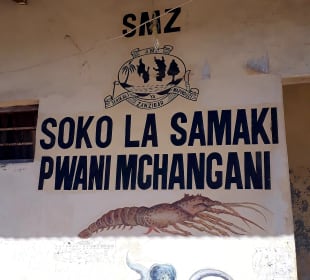 SMZ
ZANZIBAR
SOKO LA SAMAKI
PWANI MCHANGANI